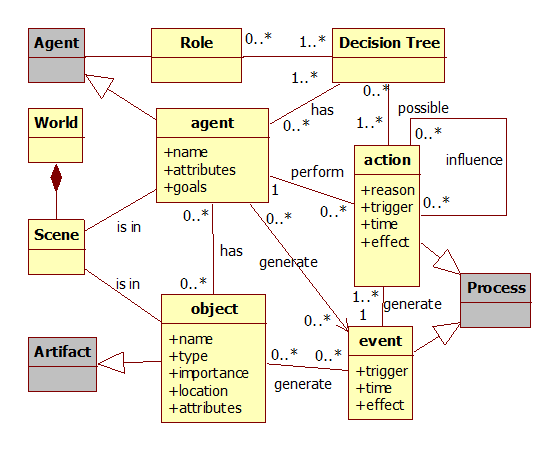 Agent
Role
0..*
1..*
Decision Tree
1..*
0..*
possible
has
0..*
1..*
World
agent
+name
+attributes
+goals
0..*
influence
action
+reason
+trigger
+time
+effect
0..*
perform
1
0..*
Scene
is in
0..*
0..*
has
generate
is in
0..*
object
+name
+type
+importance
+location
+attributes
1..*
generate
1
Process
0..*
event
+trigger
+time
+effect
Artifact
0..*
0..*
generate